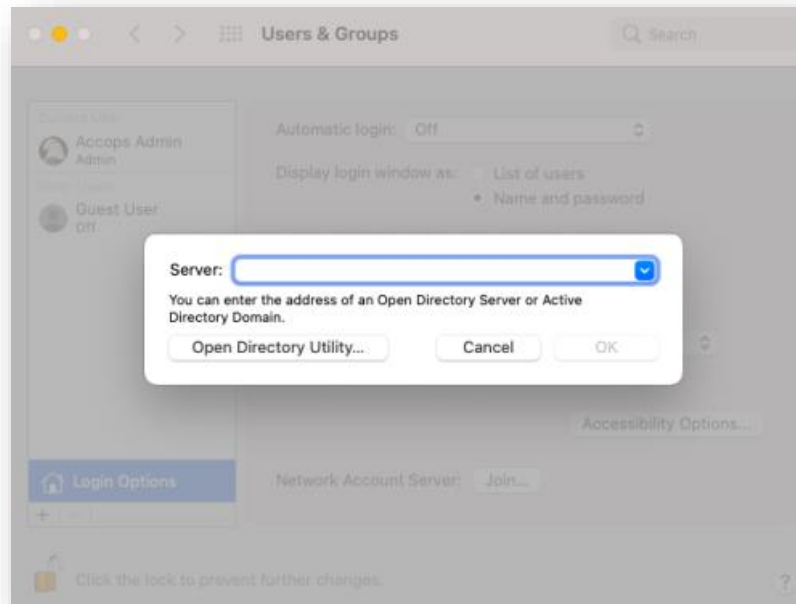 Users & Groups
Search
Current User
Accops Admin
Admin
Guest User
Off
Automatic login: Off
Display login window as: List of users
Name and password
Server:
You can enter the address of an Open Directory Server or Active
Directory Domain.
Open Directory Utility...
Cancel
OK
Accessibility Options...
Login Options
Network Account Server: Join...
Click the lock to prevent further changes.
?